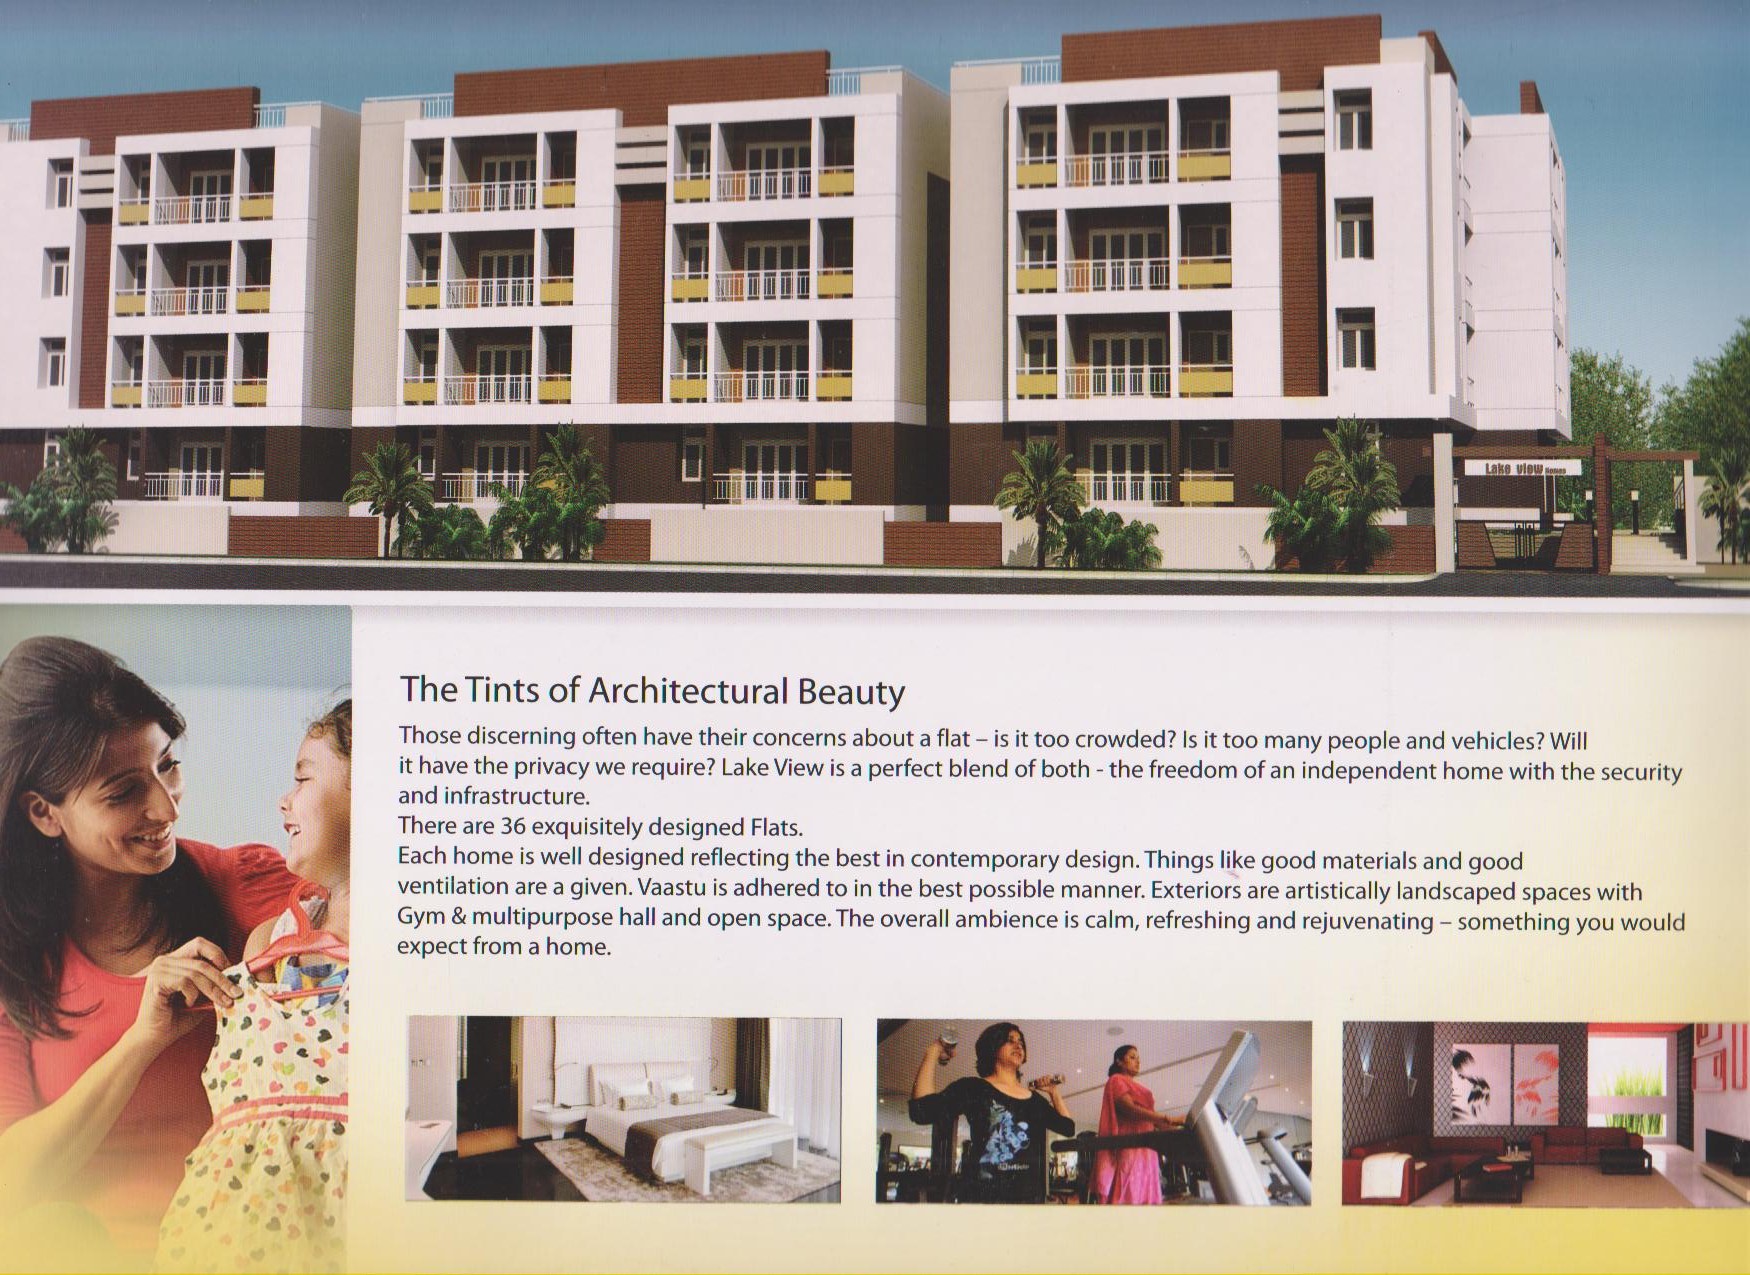 Lake view Homes
The Tints of Architectural Beauty
Those discerning often have their concerns about a flat – is it too crowded? Is it too many people and vehicles? Will
it have the privacy we require? Lake View is a perfect blend of both - the freedom of an independent home with the security
and infrastructure.
There are 36 exquisitely designed Flats.
Each home is well designed reflecting the best in contemporary design. Things like good materials and good
ventilation are a given. Vaastu is adhered to in the best possible manner. Exteriors are artistically landscaped spaces with
Gym & multipurpose hall and open space. The overall ambience is calm, refreshing and rejuvenating – something you would
expect from a home.